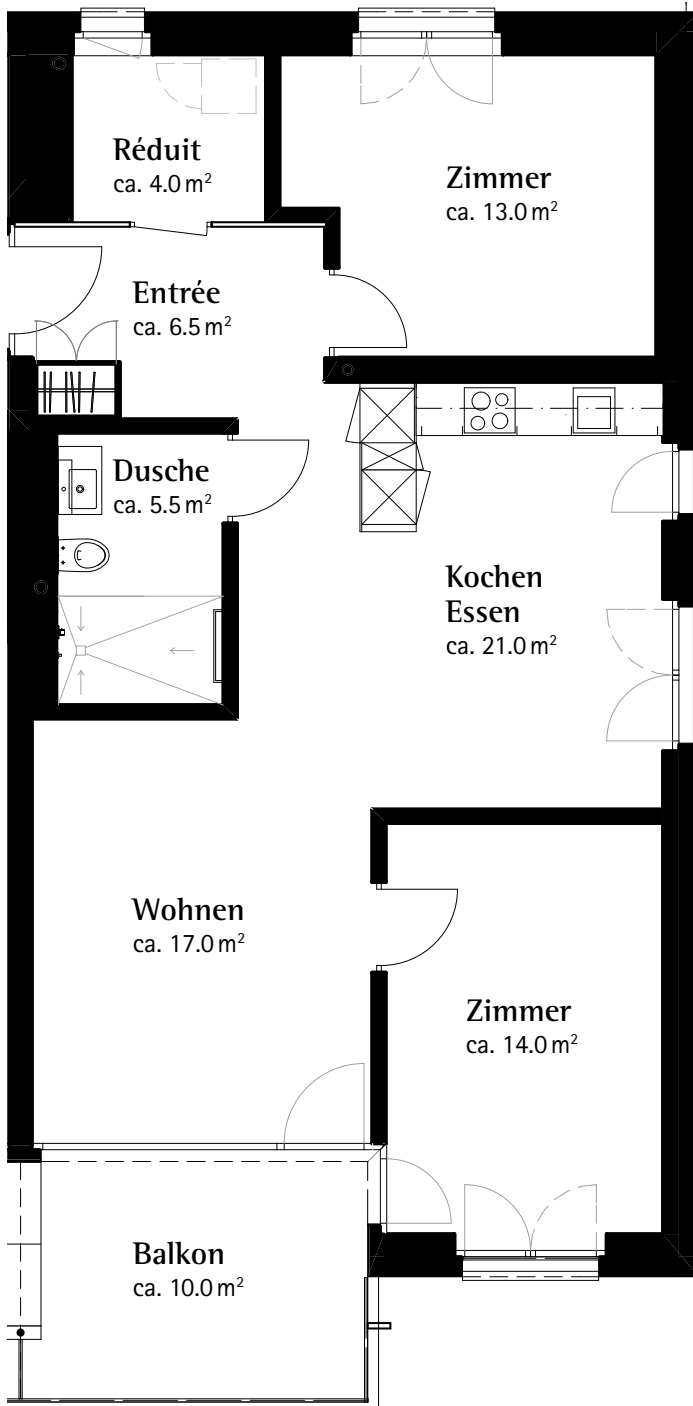 Réduit
ca. 4.0 m²
Zimmer
ca. 13.0 m²
Entrée
ca. 6.5 m²
Dusche
ca. 5.5 m²
Kochen
Essen
ca. 21.0 m²
Wohnen
ca. 17.0 m²
Zimmer
ca. 14.0 m²
Balkon
ca. 10.0 m²